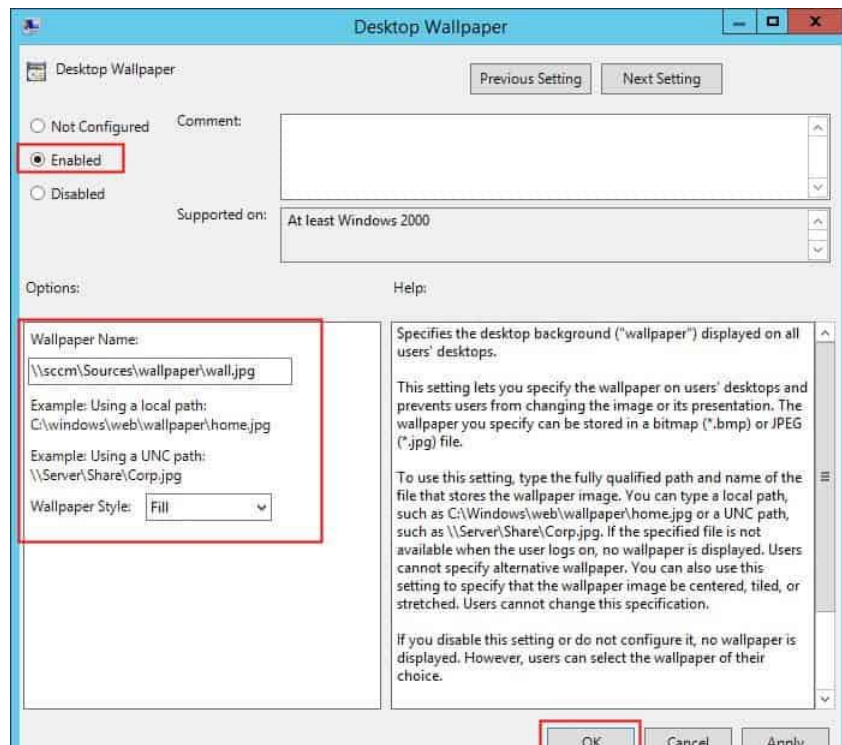 Desktop Wallpaper
Desktop Wallpaper
Previous Setting
Next Setting
Not Configured
Comment:
Enabled
Disabled
Supported on:
At least Windows 2000
Options:
Help:
Wallpaper Name:
\\sccm\Sources\wallpaper\wall.jpg
Example: Using a local path:
C:\windows\web\wallpaper\home.jpg
Example: Using a UNC path:
\\Server\Share\Corp.jpg
Wallpaper Style:
Fill
Specifies the desktop background ("wallpaper") displayed on all
users' desktops.
This setting lets you specify the wallpaper on users' desktops and
prevents users from changing the image or its presentation. The
wallpaper you specify can be stored in a bitmap (*.bmp) or JPEG
(*.jpg) file.
To use this setting, type the fully qualified path and name of the
file that stores the wallpaper image. You can type a local path,
such as C:\Windows\web\wallpaper\home.jpg or a UNC path,
such as \\Server\Share\Corp.jpg. If the specified file is not
available when the user logs on, no wallpaper is displayed. Users
cannot specify alternative wallpaper. You can also use this
setting to specify that the wallpaper image be centered, tiled, or
stretched. Users cannot change this specification.
If you disable this setting or do not configure it, no wallpaper is
displayed. However, users can select the wallpaper of their
choice.
OK
Cancel
Apply